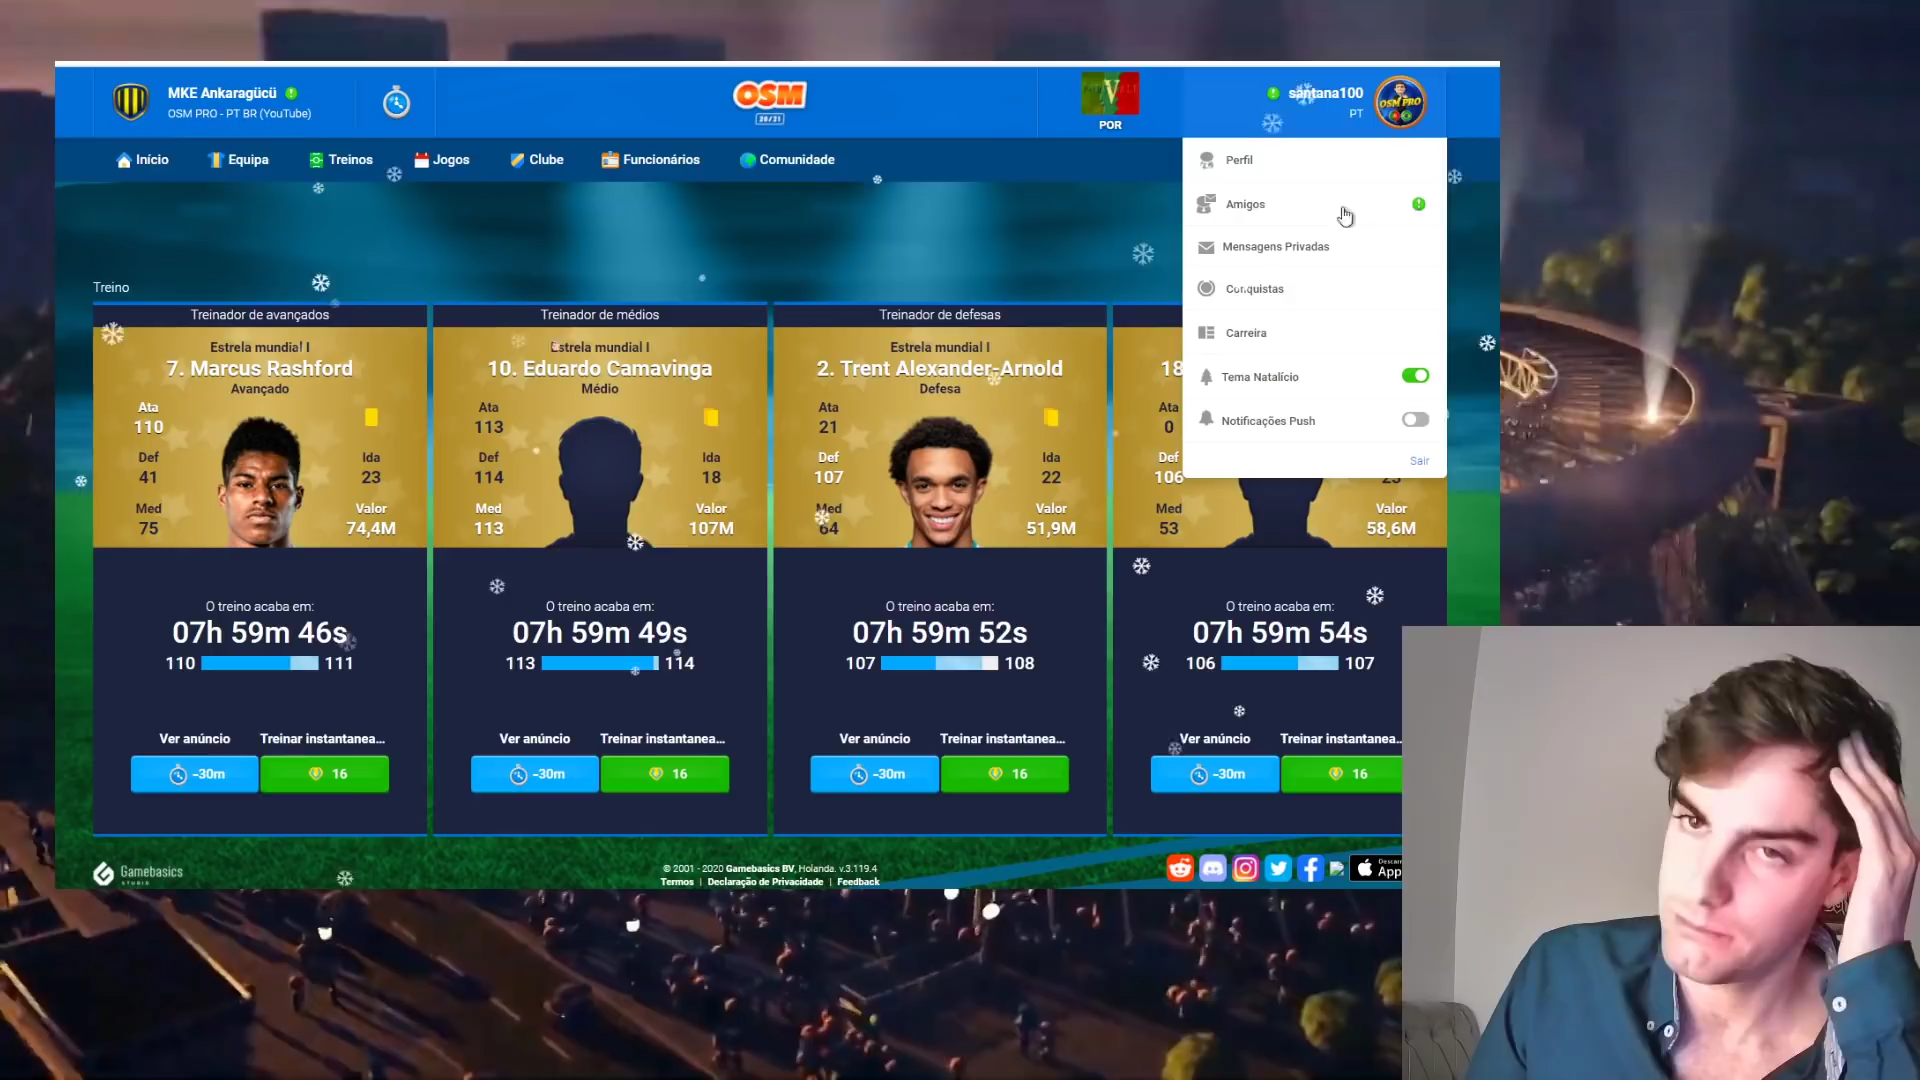 MKE Ankaragücü
OSM PRO - PT BR (YouTube)
OSM
20/21
POR
santana100
PT
OSM PRO
Início
Equipa
Treinos
Jogos
Clube
Funcionários
Comunidade
Perfil
Amigos
Mensagens Privadas
Conquistas
Carreira
Tema Natalício
Notificações Push
Sair
Treino
Treinador de avançados
Estrela mundial I
7. Marcus Rashford
Avançado
Ata
110
Def
41
Med
75
Ida
23
Valor
74,4M
O treino acaba em:
07h 59m 46s
110 111
Ver anúncio
Treinar instantanea...
-30m
16
Treinador de médios
Estrela mundial I
10. Eduardo Camavinga
Médio
Ata
113
Def
114
Med
113
Ida
18
Valor
107M
O treino acaba em:
07h 59m 49s
113 114
Ver anúncio
Treinar instantanea...
-30m
16
Treinador de defesas
Estrela mundial I
2. Trent Alexander-Arnold
Defesa
Ata
21
Def
107
Med
64
Ida
22
Valor
51,9M
O treino acaba em:
07h 59m 52s
107 108
Ver anúncio
Treinar instantanea...
-30m
16
18
Ata
0
Def
106
Med
53
23
Valor
58,6M
O treino acaba em:
07h 59m 54s
106 107
Ver anúncio
Treinar instantanea...
-30m
16
Gamebasics
STUDIO
© 2001 - 2020 Gamebasics BV, Holanda. v.3.119.4
Termos | Declaração de Privacidade | Feedback
App